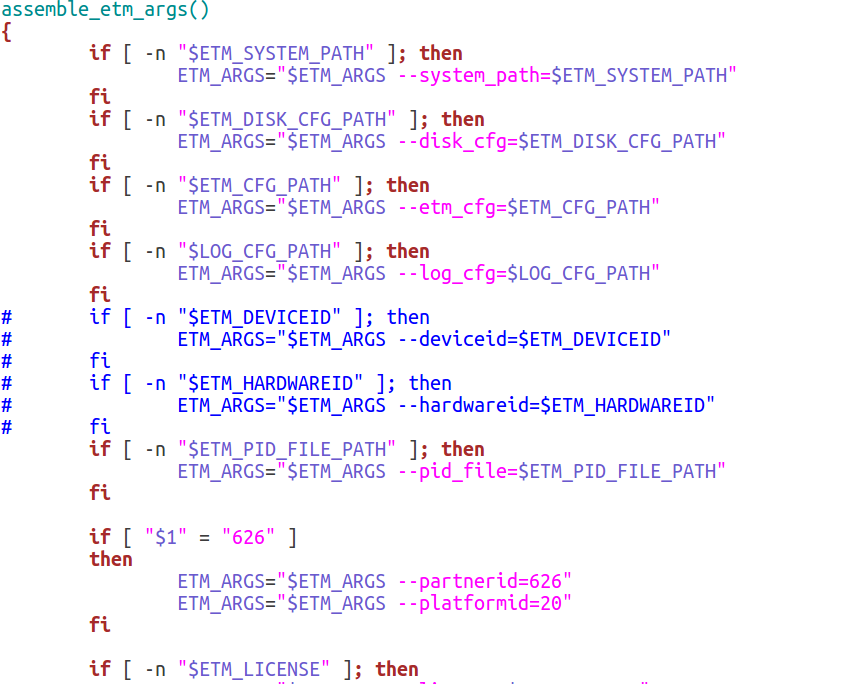 assemble_etm_args()
{
        if [ -n "$ETM_SYSTEM_PATH" ]; then
                ETM_ARGS="$ETM_ARGS --system_path=$ETM_SYSTEM_PATH"
        fi
        if [ -n "$ETM_DISK_CFG_PATH" ]; then
                ETM_ARGS="$ETM_ARGS --disk_cfg=$ETM_DISK_CFG_PATH"
        fi
        if [ -n "$ETM_CFG_PATH" ]; then
                ETM_ARGS="$ETM_ARGS --etm_cfg=$ETM_CFG_PATH"
        fi
        if [ -n "$LOG_CFG_PATH" ]; then
                ETM_ARGS="$ETM_ARGS --log_cfg=$LOG_CFG_PATH"
        fi
#       if [ -n "$ETM_DEVICEID" ]; then
#               ETM_ARGS="$ETM_ARGS --deviceid=$ETM_DEVICEID"
#       fi
#       if [ -n "$ETM_HARDWAREID" ]; then
#               ETM_ARGS="$ETM_ARGS --hardwareid=$ETM_HARDWAREID"
#       fi
        if [ -n "$ETM_PID_FILE_PATH" ]; then
                ETM_ARGS="$ETM_ARGS --pid_file=$ETM_PID_FILE_PATH"
        fi

        if [ "$1" = "626" ]
        then
                ETM_ARGS="$ETM_ARGS --partnerid=626"
                ETM_ARGS="$ETM_ARGS --platformid=20"
        fi

        if [ -n "$ETM_LICENSE" ]; then